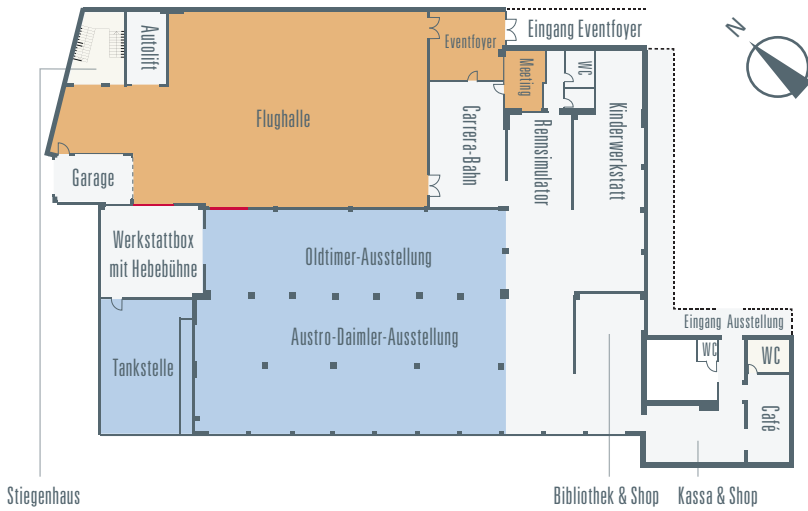 Eingang Eventfoyer
N
Autolift
Eventfoyer
Meeting
WC
Flughalle
Carrera-Bahn
Rennsimulator
Kinderwerkstatt
Garage
Werkstattbox
mit Hebebühne
Oldtimer-Ausstellung
Austro-Daimler-Ausstellung
Eingang Ausstellung
Tankstelle
WC
WC
Café
Stiegenhaus
Bibliothek & Shop
Kassa & Shop